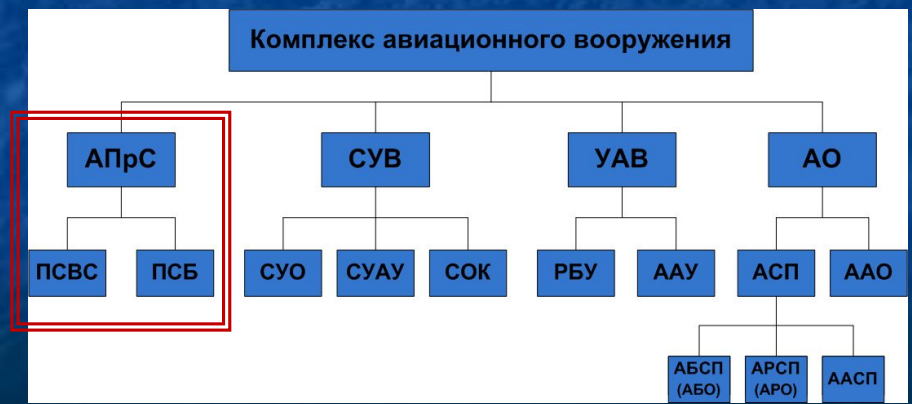 Комплекс авиационного вооружения
АПрС СУВ УАВ АО
ПСВС ПСБ СУО СУАУ СОК РБУ ААУ АСП ААО
АБСП АРСП ААСП
(АБО) (АРО)